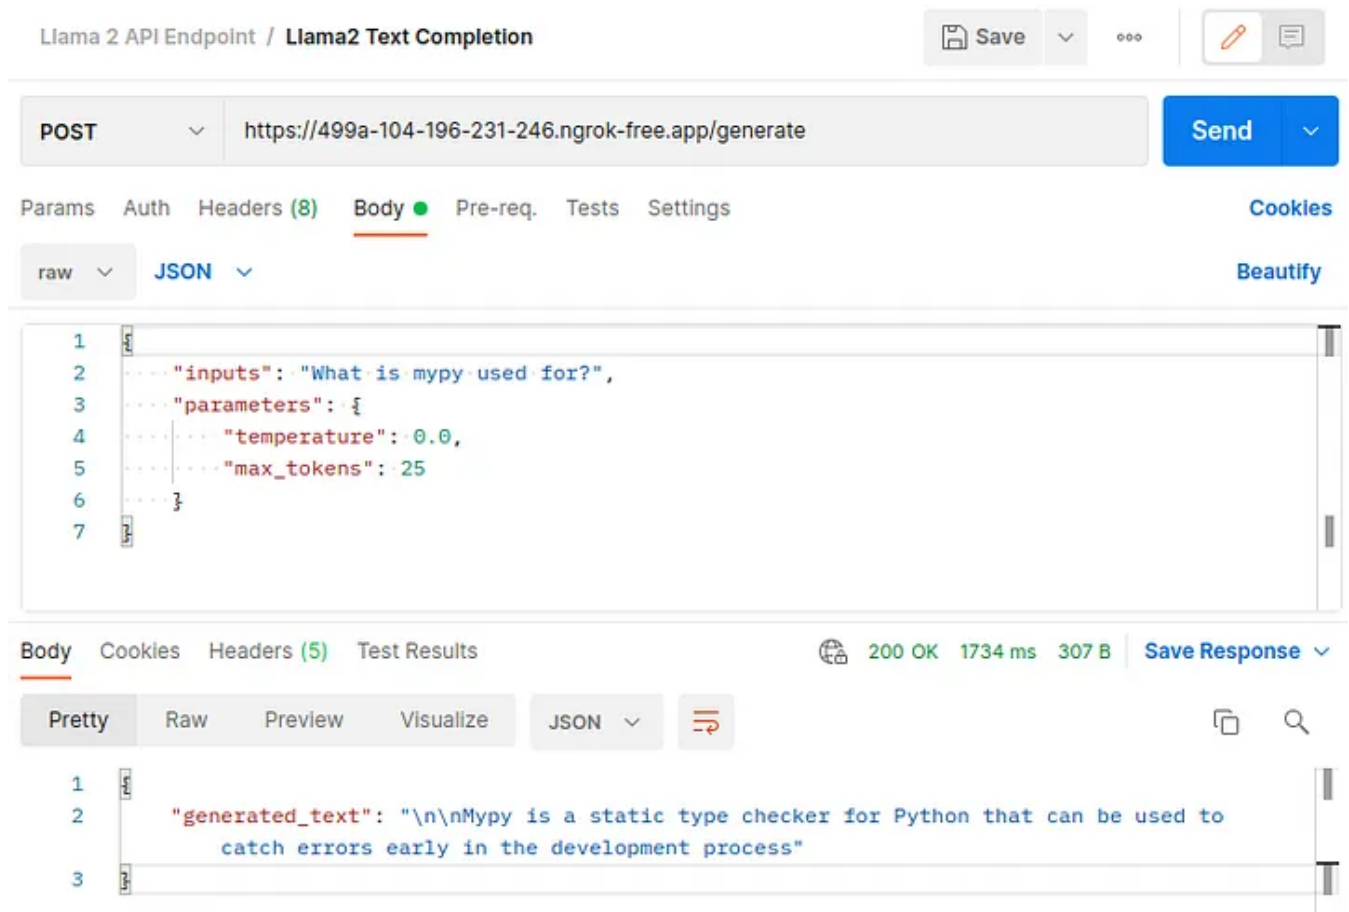 Llama 2 API Endpoint / Llama2 Text Completion Save
POST https://499a-104-196-231-246.ngrok-free.app/generate Send
Params Auth Headers (8) Body Pre-req. Tests Settings Cookies
raw JSON Beautify
1 {
2 "inputs": "What is mypy used for?",
3 "parameters": {
4 "temperature": 0.0,
5 "max_tokens": 25
6 }
7 }
Body Cookies Headers (5) Test Results 200 OK 1734 ms 307 B Save Response
Pretty Raw Preview Visualize JSON
1 {
2 "generated_text": "\n\nMypy is a static type checker for Python that can be used to
catch errors early in the development process"
3 }